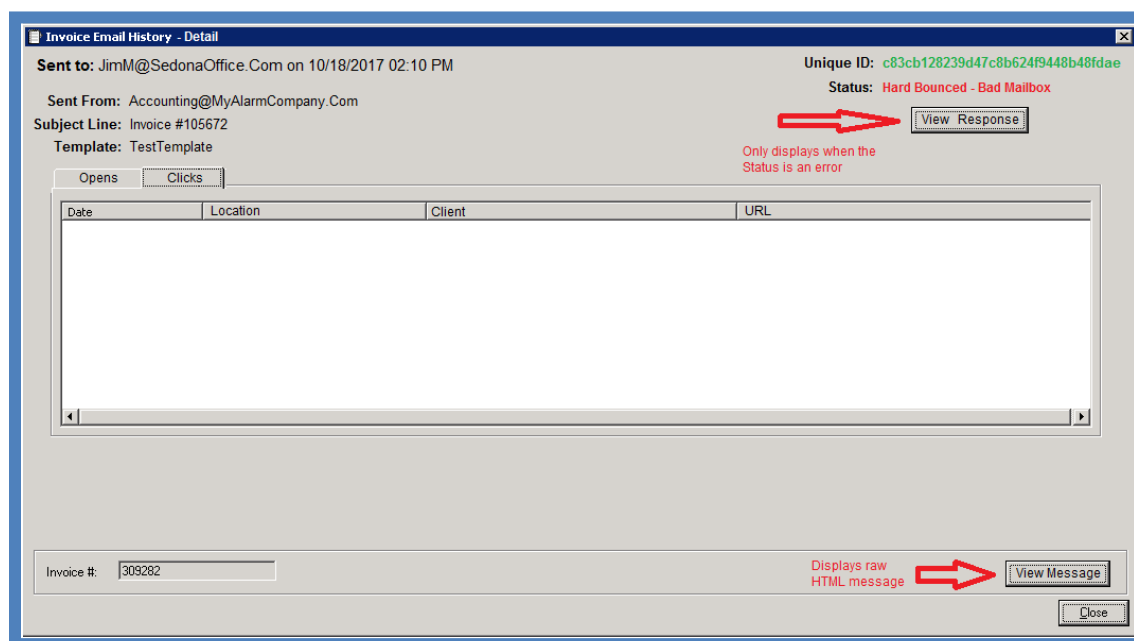 Invoice Email History - Detail
Sent to: JimM@SedonaOffice.Com on 10/18/2017 02:10 PM
Unique ID: c83cb128239d47c8b624f9448b48fdae
Status: Hard Bounced - Bad Mailbox
Sent From: Accounting@MyAlarmCompany.Com
View Response
Subject Line: Invoice #105672
Template: TestTemplate
Only displays when the
Status is an error
Opens Clicks
Date Location Client URL
Invoice #: 309282
Displays raw
HTML message
View Message
Close